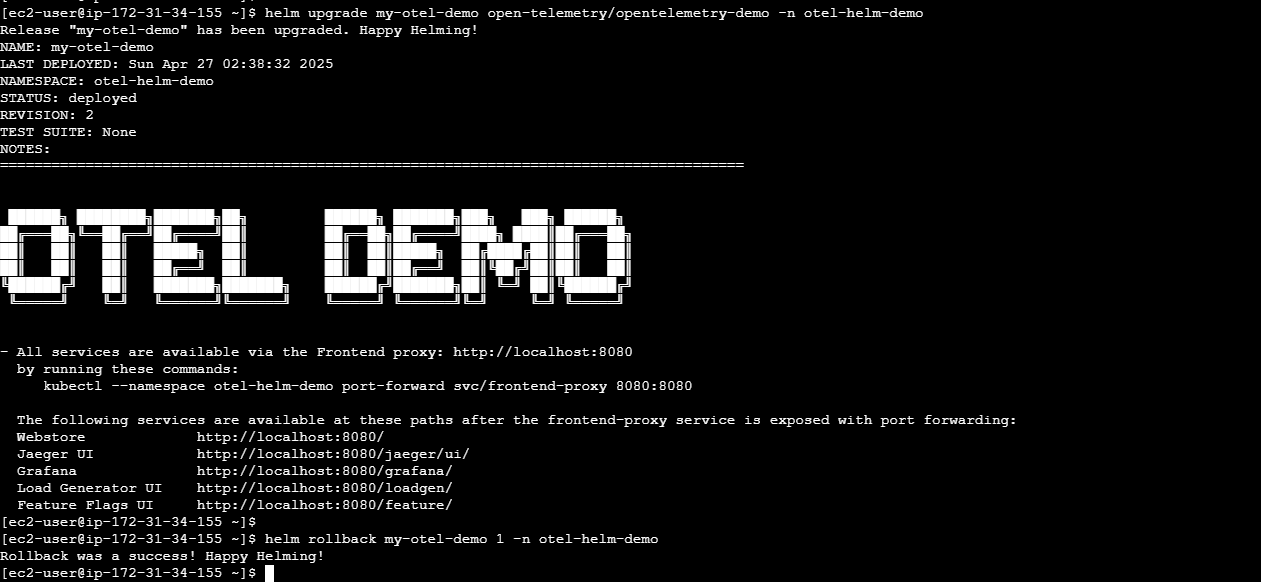 [ec2-user@ip-172-31-34-155 ~]$ helm upgrade my-otel-demo open-telemetry/opentelemetry-demo -n otel-helm-demo
Release "my-otel-demo" has been upgraded. Happy Helming!
NAME: my-otel-demo
LAST DEPLOYED: Sun Apr 27 02:38:32 2025
NAMESPACE: otel-helm-demo
STATUS: deployed
REVISION: 2
TEST SUITE: None
NOTES:
=======================================================================================
OTEL DEMO
- All services are available via the Frontend proxy: http://localhost:8080
by running these commands:
kubectl --namespace otel-helm-demo port-forward svc/frontend-proxy 8080:8080
The following services are available at these paths after the frontend-proxy service is exposed with port forwarding:
Webstore http://localhost:8080/
Jaeger UI http://localhost:8080/jaeger/ui/
Grafana http://localhost:8080/grafana/
Load Generator UI http://localhost:8080/loadgen/
Feature Flags UI http://localhost:8080/feature/
[ec2-user@ip-172-31-34-155 ~]$
[ec2-user@ip-172-31-34-155 ~]$ helm rollback my-otel-demo 1 -n otel-helm-demo
Rollback was a success! Happy Helming!
[ec2-user@ip-172-31-34-155 ~]$